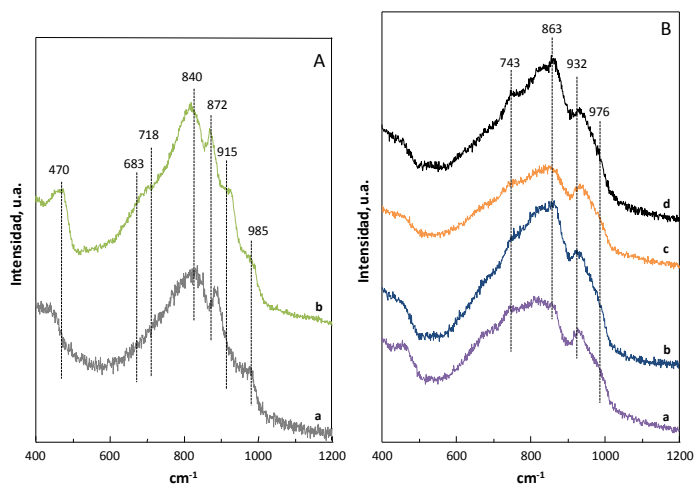 A
840
872
718
683
915
470
985
b
a
Intensidad, u.a.
400 600 800 1000 1200
cm-1
B
863
743
932
976
d
c
b
a
Intensidad, u.a.
400 600 800 1000 1200
cm-1